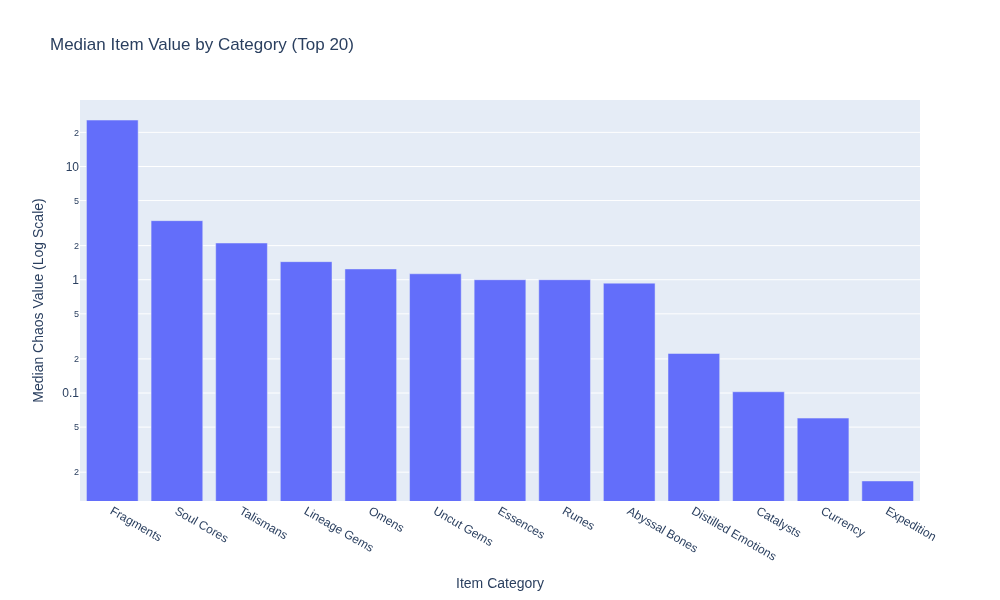 Median Item Value by Category (Top 20)
Median Chaos Value (Log Scale)
2
10
5
2
1
5
2
0.1
5
2
Fragments
Soul Cores
Talismans
Lineage Gems
Omens
Uncut Gems
Essences
Runes
Abyssal Bones
Distilled Emotions
Catalysts
Currency
Expedition
Item Category